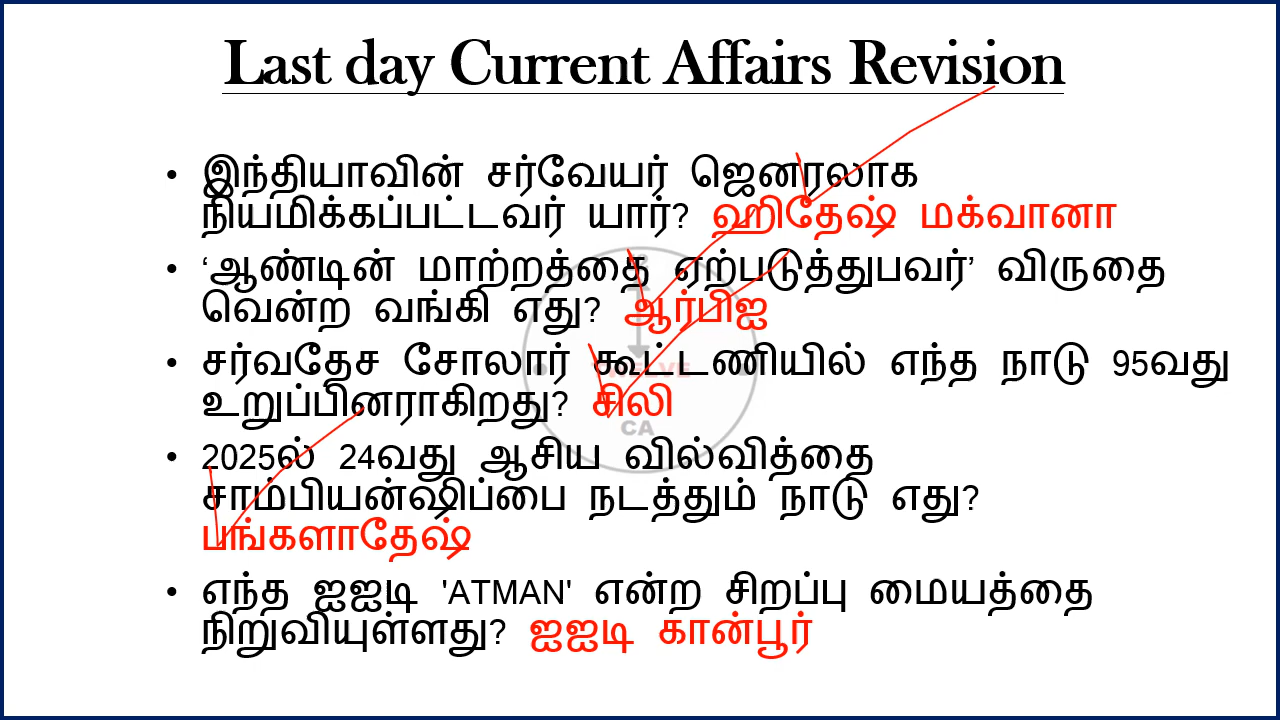 Last day Current Affairs Revision
• இந்தியாவின் சர்வேயர் ஜெனரலாக
நியமிக்கப்பட்டவர் யார்? ஹிதேஷ் மக்வானா
• ‘ஆண்டின் மாற்றத்தை ஏற்படுத்துபவர்’ விருதை
வென்ற வங்கி எது? ஆர்பிஐ
• சர்வதேச சோலார் கூட்டணியில் எந்த நாடு 95வது
உறுப்பினராகிறது? சிலி
• 2025ல் 24வது ஆசிய வில்வித்தை
சாம்பியன்ஷிப்பை நடத்தும் நாடு எது?
பங்களாதேஷ்
• எந்த ஐஐடி 'ATMAN' என்ற சிறப்பு மையத்தை
நிறுவியுள்ளது? ஐஐடி கான்பூர்
TWELVE
CA